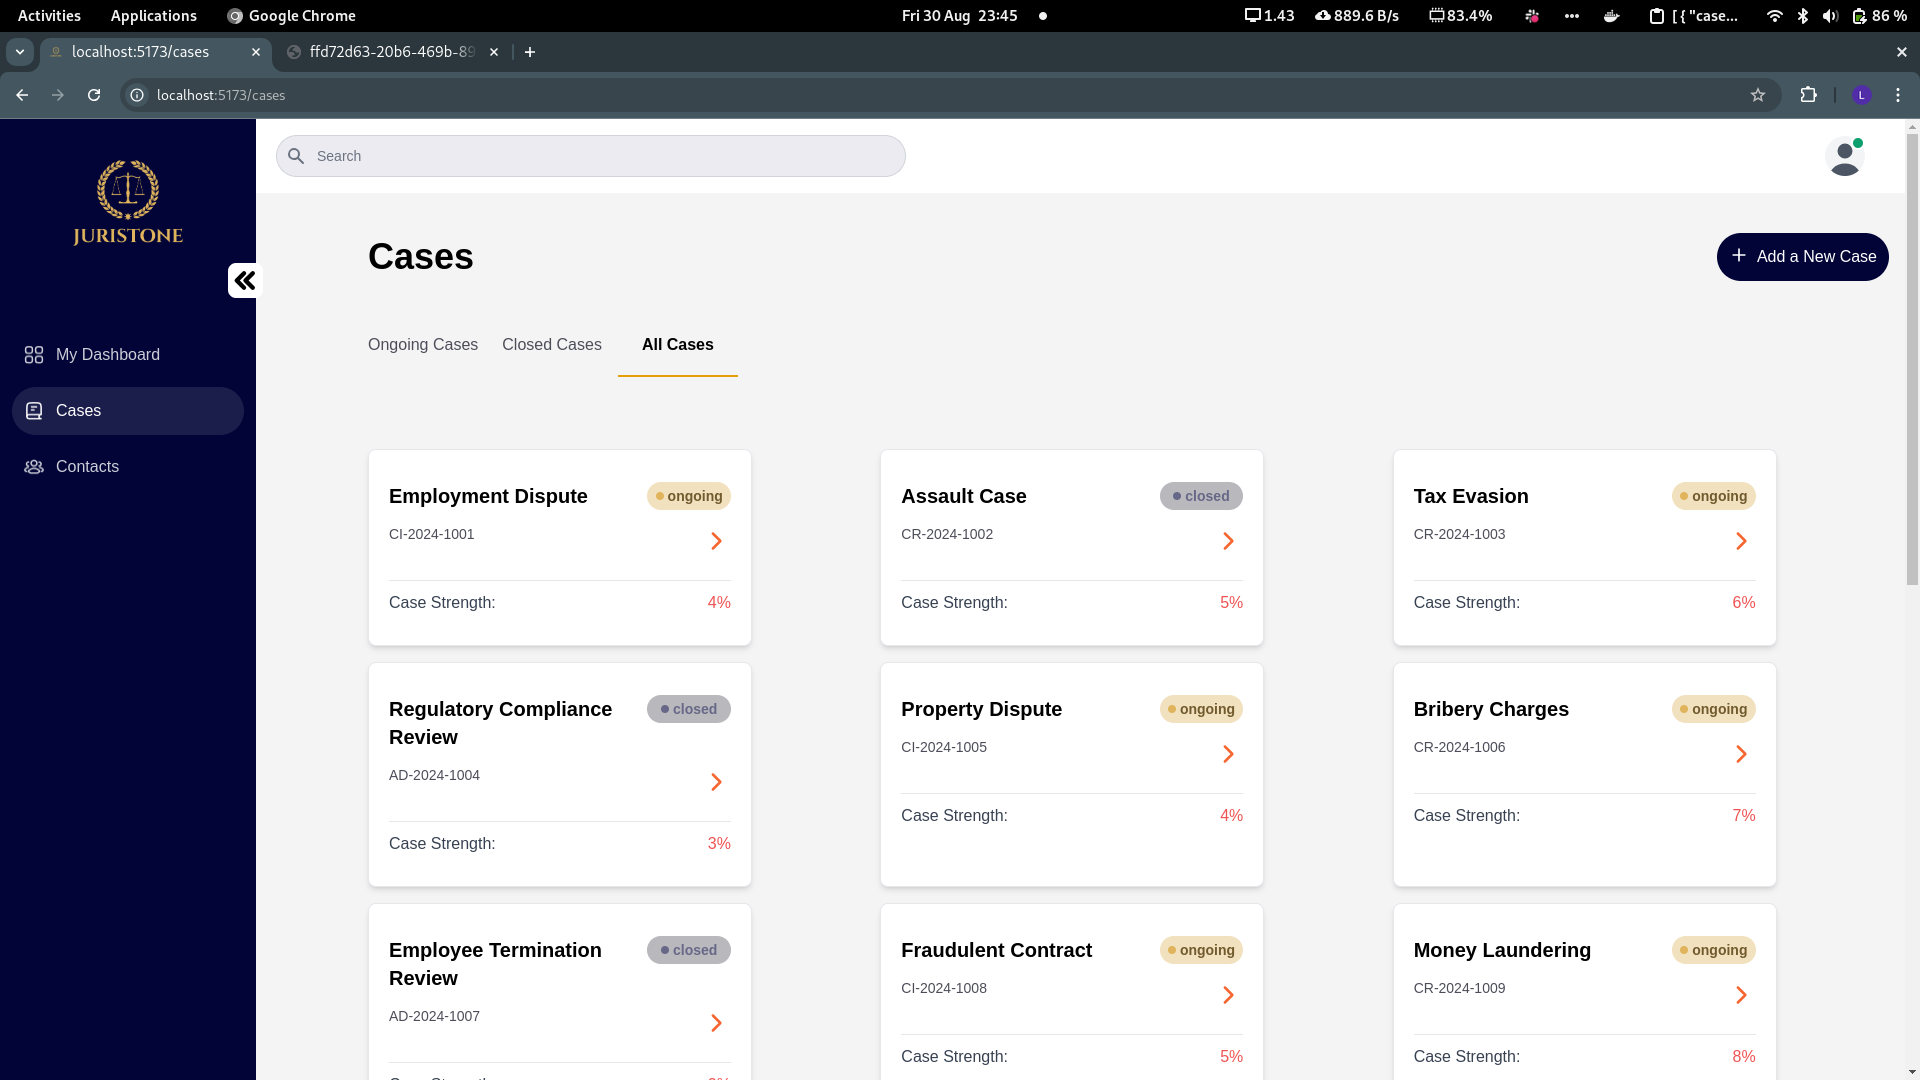 Activities Applications Google Chrome Fri 30 Aug 23:45 1.43 889.6 B/s 83.4% [ { "case... 86 %
localhost:5173/cases ffd72d63-20b6-469b-89
localhost:5173/cases L
Search
JURISTONE
Cases
Add a New Case
Ongoing Cases Closed Cases All Cases
My Dashboard
Cases
Contacts
Employment Dispute ongoing
CI-2024-1001
Case Strength: 4%
Assault Case closed
CR-2024-1002
Case Strength: 5%
Tax Evasion ongoing
CR-2024-1003
Case Strength: 6%
Regulatory Compliance closed
Review
AD-2024-1004
Case Strength: 3%
Property Dispute ongoing
CI-2024-1005
Case Strength: 4%
Bribery Charges ongoing
CR-2024-1006
Case Strength: 7%
Employee Termination closed
Review
AD-2024-1007
Fraudulent Contract ongoing
CI-2024-1008
Case Strength: 5%
Money Laundering ongoing
CR-2024-1009
Case Strength: 8%